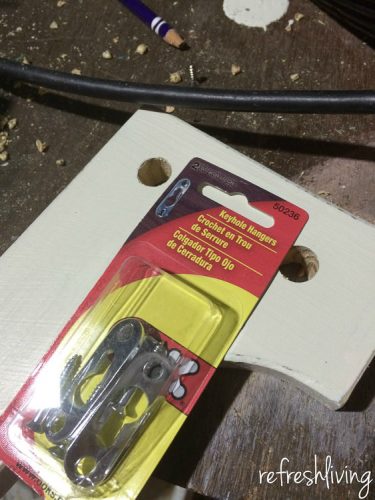 50236
Keyhole Hangers
Crochet en Trou
de Serrure
Colgador Tipo Ojo
de Cerradura
refreshliving